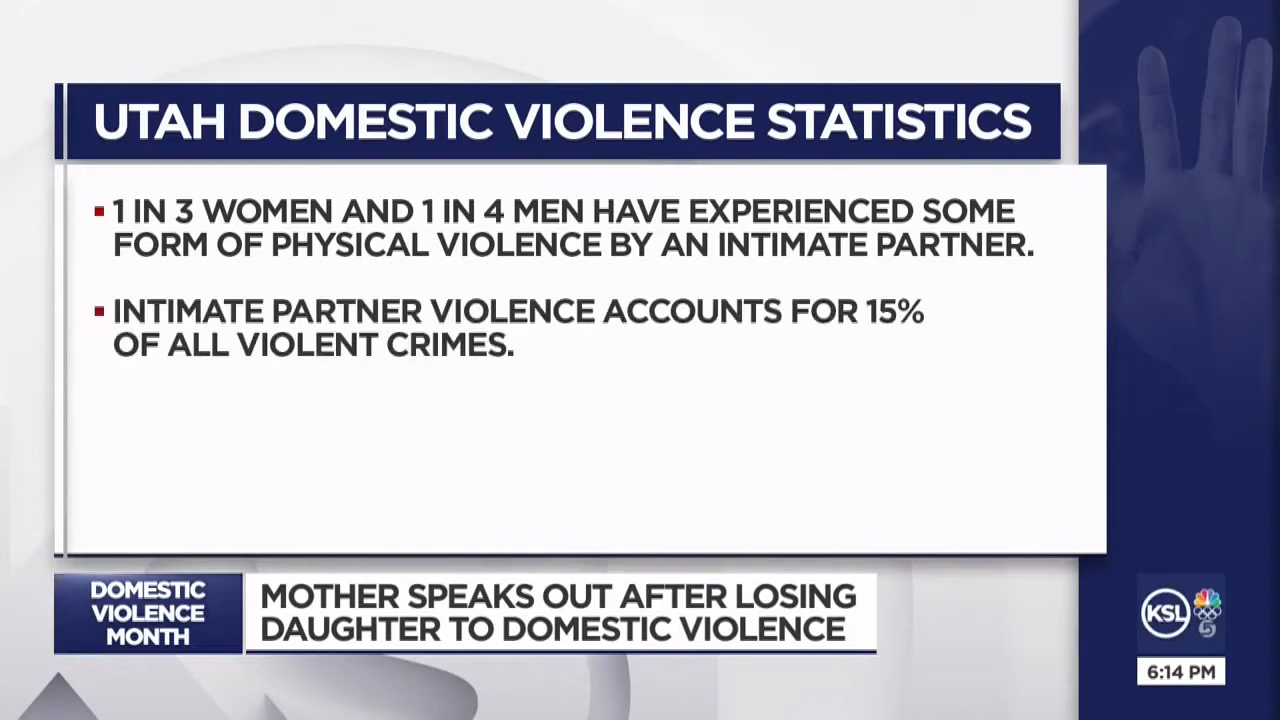 UTAH DOMESTIC VIOLENCE STATISTICS
1 IN 3 WOMEN AND 1 IN 4 MEN HAVE EXPERIENCED SOME
FORM OF PHYSICAL VIOLENCE BY AN INTIMATE PARTNER.
INTIMATE PARTNER VIOLENCE ACCOUNTS FOR 15%
OF ALL VIOLENT CRIMES.
DOMESTIC
VIOLENCE
MONTH
MOTHER SPEAKS OUT AFTER LOSING
DAUGHTER TO DOMESTIC VIOLENCE
KSL
5
6:14 PM